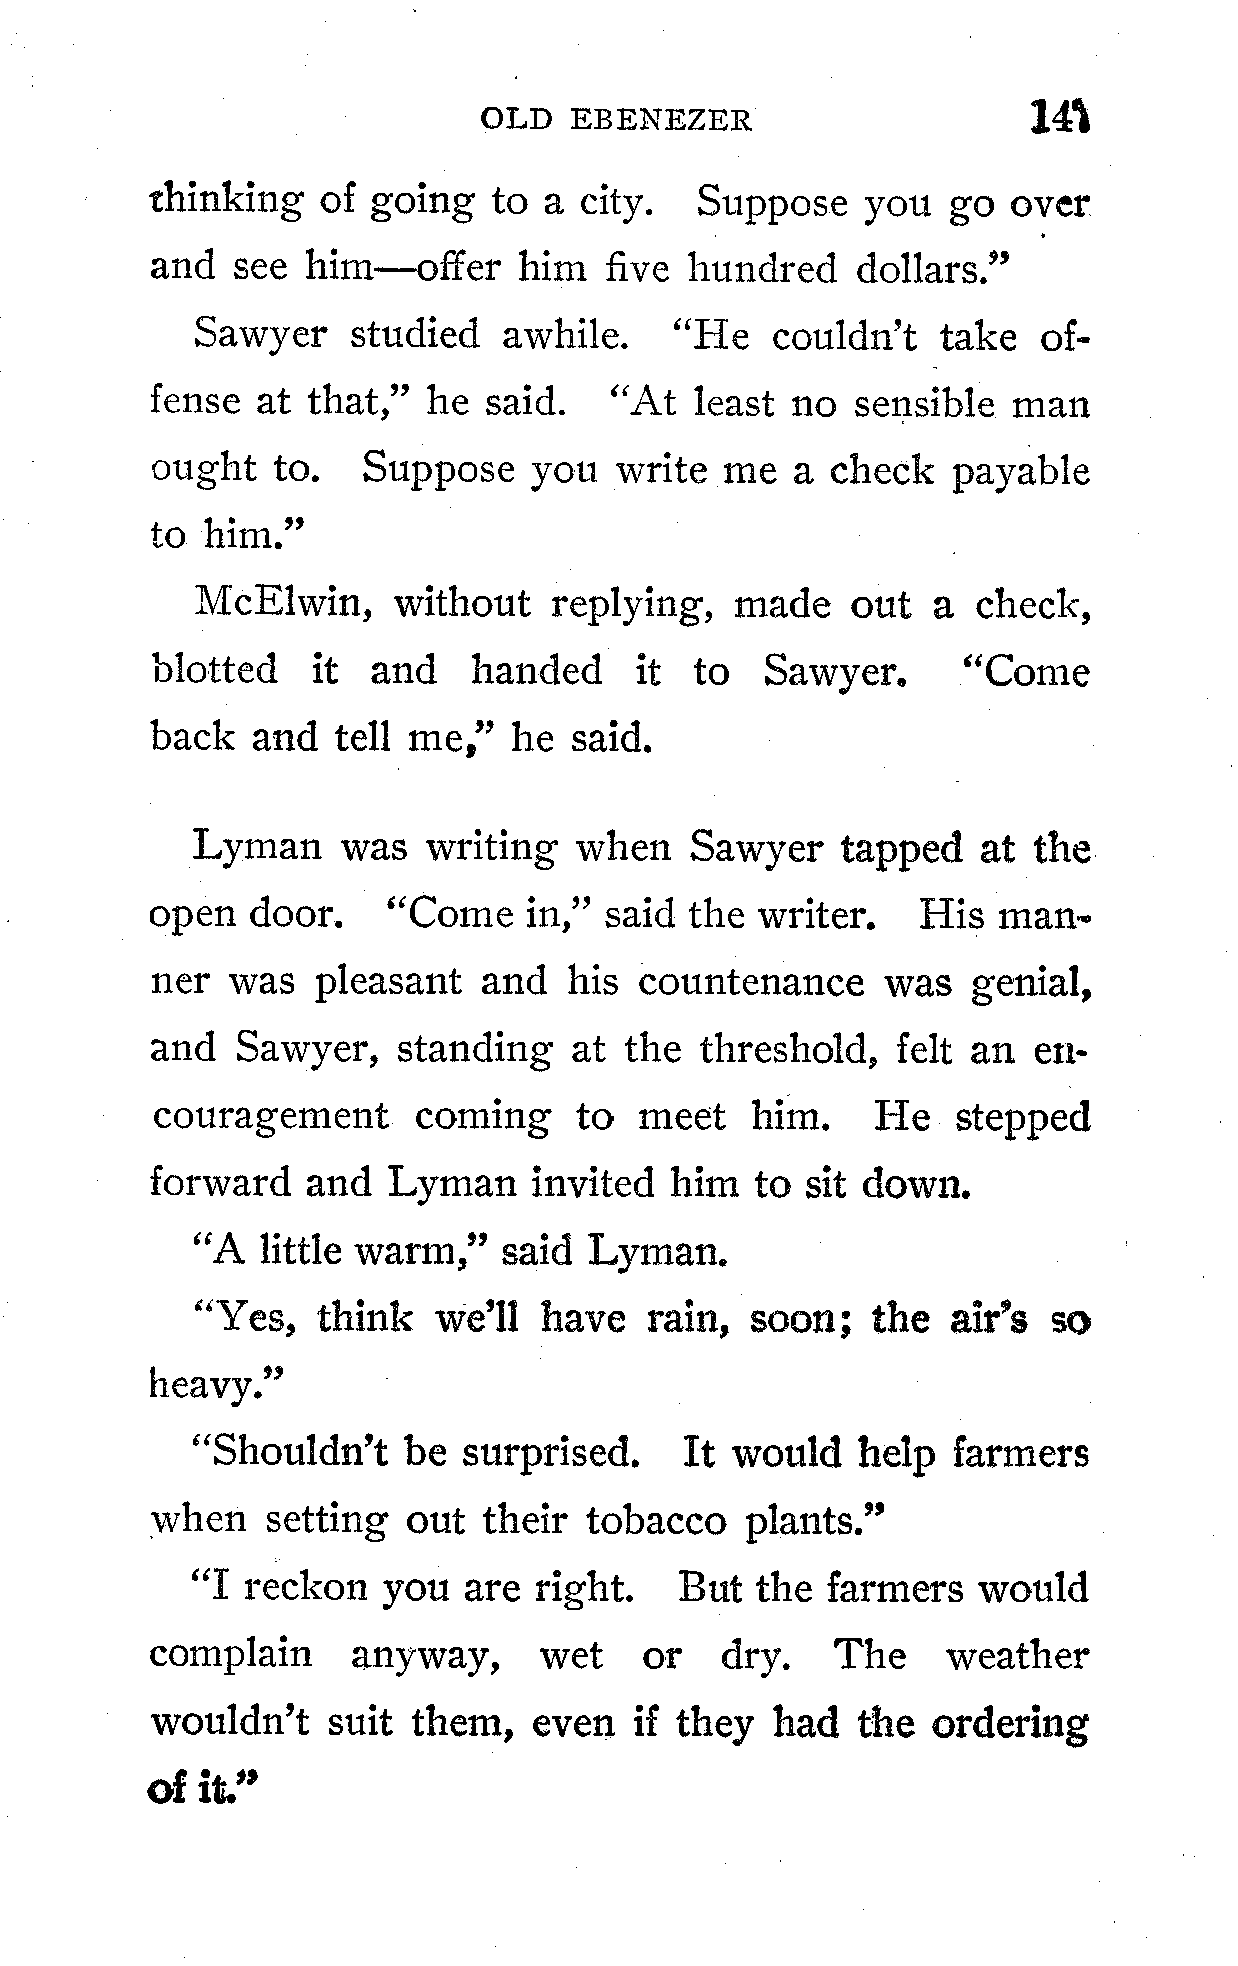 OLD EBENEZER 141
thinking of going to a city. Suppose you go over
and see him—offer him five hundred dollars."
Sawyer studied awhile. "He couldn't take of-
fense at that," he said. "At least no sensible man
ought to. Suppose you write me a check payable
to him."
McElwin, without replying, made out a check,
blotted it and handed it to Sawyer. "Come
back and tell me," he said.
Lyman was writing when Sawyer tapped at the
open door. "Come in," said the writer. His man-
ner was pleasant and his countenance was genial,
and Sawyer, standing at the threshold, felt an en-
couragement coming to meet him. He stepped
forward and Lyman invited him to sit down.
"A little warm," said Lyman.
"Yes, think we'll have rain, soon; the air's so
heavy."
"Shouldn't be surprised. It would help farmers
when setting out their tobacco plants."
"I reckon you are right. But the farmers would
complain anyway, wet or dry. The weather
wouldn't suit them, even if they had the ordering
of it."